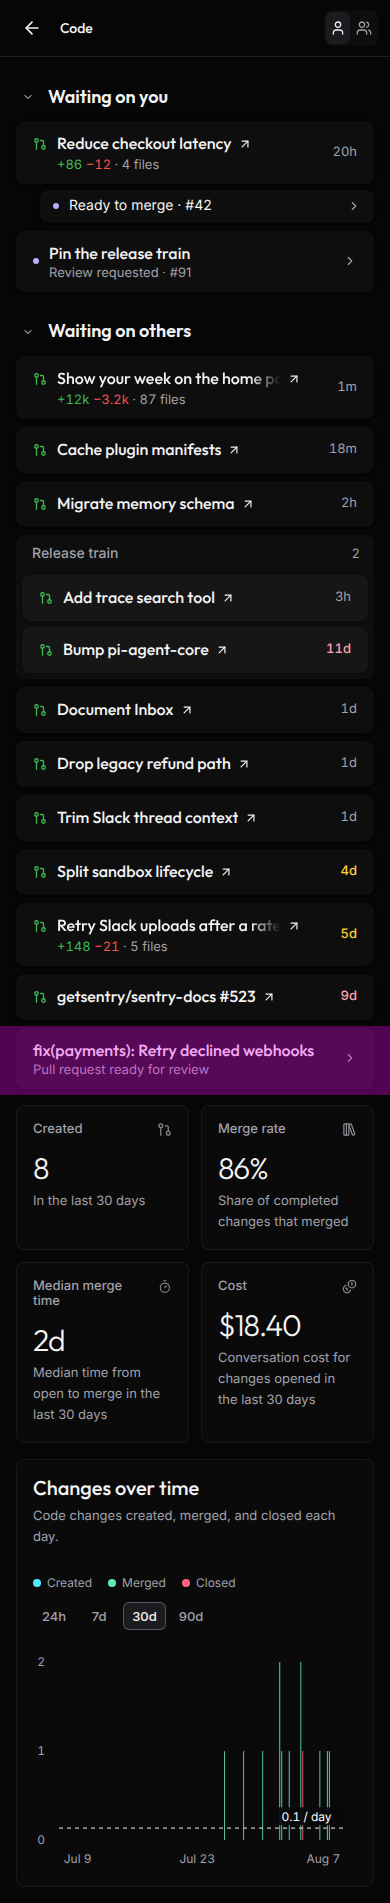 Code
Waiting on you
Reduce checkout latency
20h
+86 −12 · 4 files
Ready to merge · #42
Pin the release train
Review requested · #91
Waiting on others
Show your week on the home
1m
+12k −3.2k · 87 files
Cache plugin manifests
18m
Migrate memory schema
2h
Release train
2
Add trace search tool
3h
Bump pi-agent-core
11d
Document Inbox
1d
Drop legacy refund path
1d
Trim Slack thread context
1d
Split sandbox lifecycle
4d
Retry Slack uploads after a rate
5d
+148 −21 · 5 files
getsentry/sentry-docs #523
9d
fix(payments): Retry declined webhooks
Pull request ready for review
Created
8
In the last 30 days
Merge rate
86%
Share of completed
changes that merged
Median merge
time
2d
Median time from
open to merge in the
last 30 days
Cost
$18.40
Conversation cost for
changes opened in
the last 30 days
Changes over time
Code changes created, merged, and closed each
day.
Created Merged Closed
24h 7d 30d 90d
2
1
0.1 / day
0
Jul 9 Jul 23 Aug 7